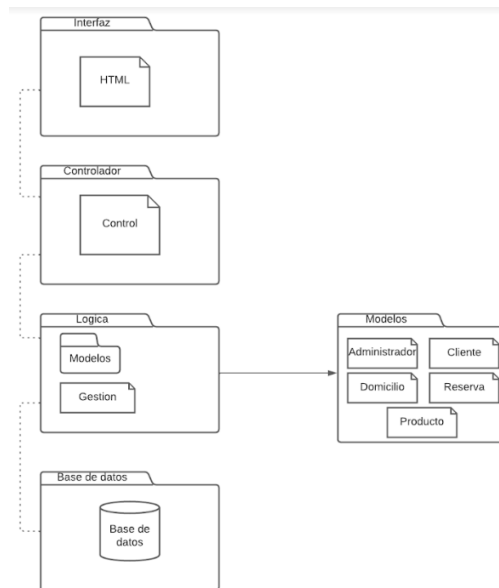 Interfaz
HTML
Controlador
Control
Logica
Modelos
Gestion
Modelos
Administrador
Cliente
Domicilio
Reserva
Producto
Base de datos
Base de
datos